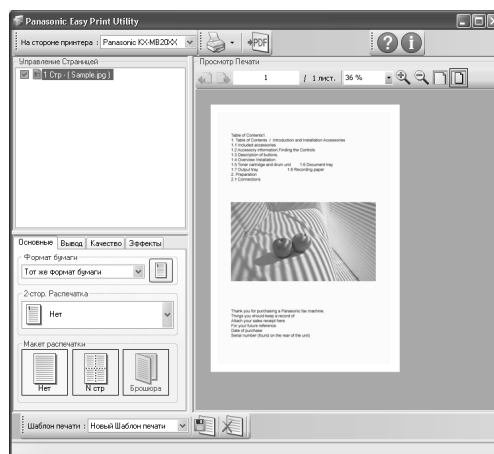 Panasonic Easy Print Utility
На стороне принтера : Panasonic KX-MB20XX
PDF
Управление Страницей
1 Стр - ( Sample.jpg )
Просмотр Печати
1 / 1 лист. 36 %
Table of Contents1
1 Table of Contents / Introduction and Installation Accessories
1.1 Included accessories
1.2 Accessory information Finding the Controls
1.3 Description of buttons
1.4 Overview Installation
1.5 Toner cartridge and drum unit 1.6 Document tray
1.7 Output tray 1.8 Recording paper
2 Preparation
2.1 Connections
Thank you for purchasing a Panasonic fax machine.
Things you should keep a record of
Attach your sales receipt here.
For your future reference
Date of purchase
Serial number (found on the rear of the unit)
Основные Вывод Качество Эффекты
Формат бумаги
Тот же Формат бумаги
2-стор. Распечатка
Нет
Макет распечатки
Нет N стр Брошюра
Шаблон печати : Новый Шаблон печати